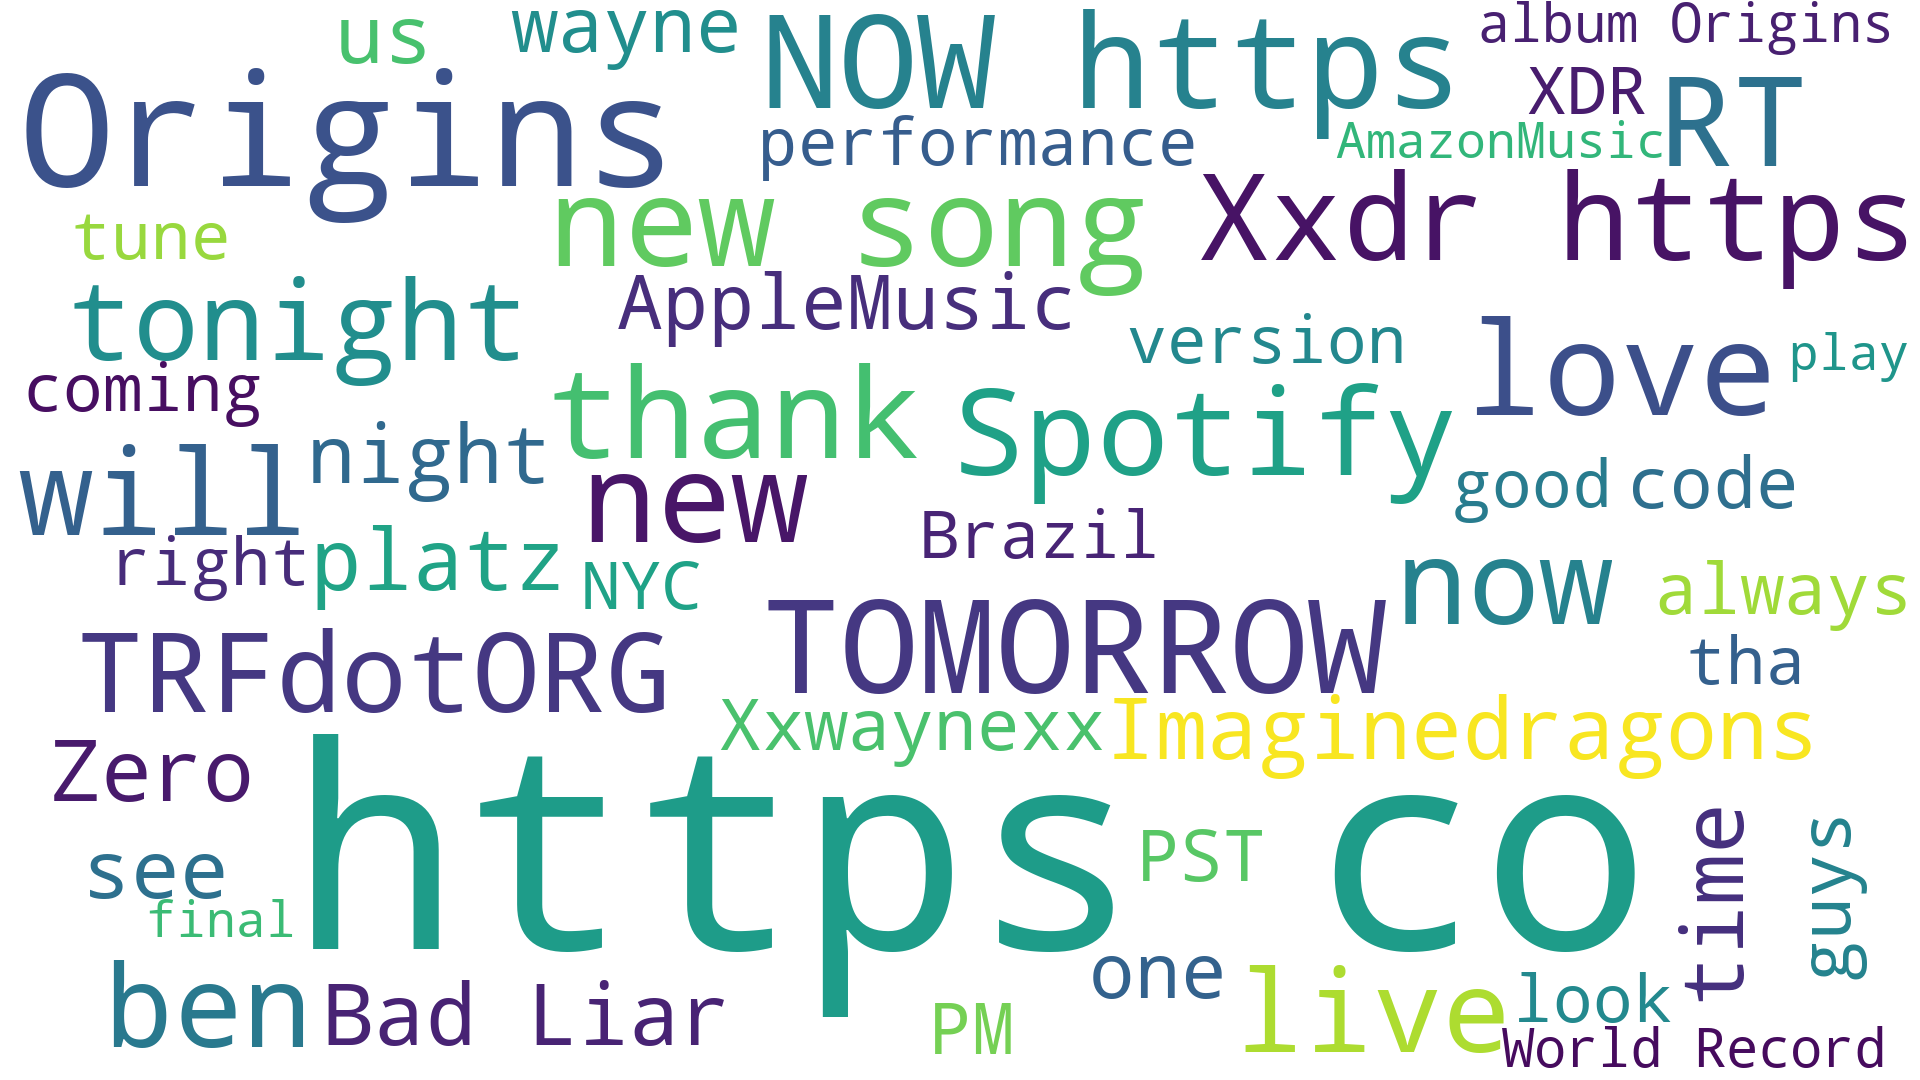 us
wayne
NOW https
album Origins
Origins
XDR
RT
performance
AmazonMusic
tune
new song
Xxdr https
tonight
AppleMusic
version
love
play
coming
thank
Spotify
will
night
new
good
code
right
platz
NYC
Brazil
now
always
TRFdotORG
TOMORROW
tha
Xxwaynexx
Imaginedragons
Zero
https co
see
final
PST
time
guys
ben
Bad Liar
PM
one
live
look
World Record